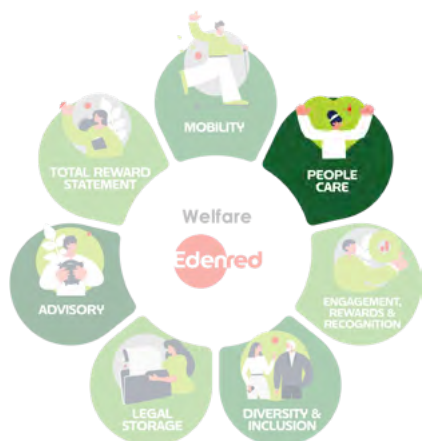 MOBILITY
PEOPLE
CARE
ENGAGEMENT,
REWARDS &
RECOGNITION
DIVERSITY &
INCLUSION
LEGAL
STORAGE
ADVISORY
TOTAL REWARD
STATEMENT
Welfare
Edenred